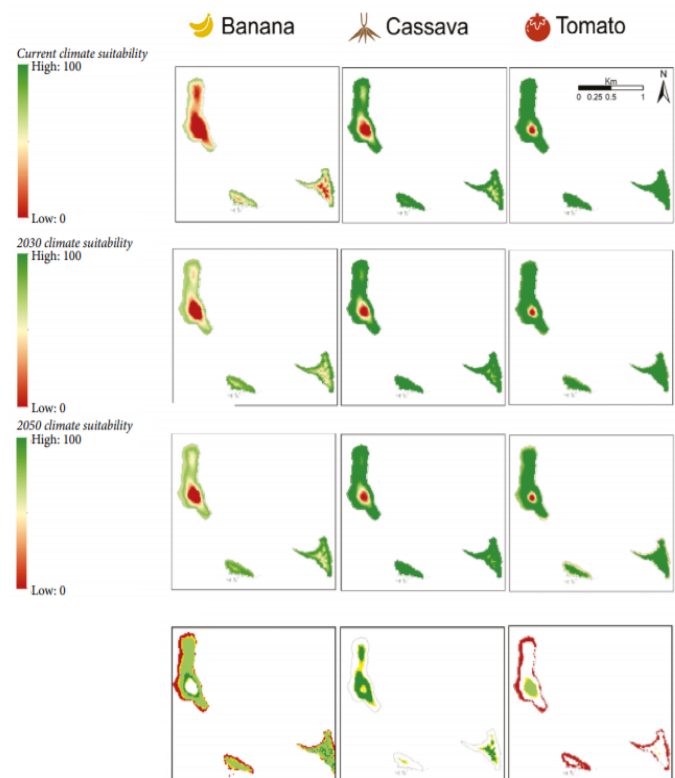 Banana Cassava Tomato
Current climate suitability
High: 100
Km
N
0 0.25 0.5 1
Low: 0
2030 climate suitability
High: 100
Low: 0
2050 climate suitability
High: 100
Low: 0